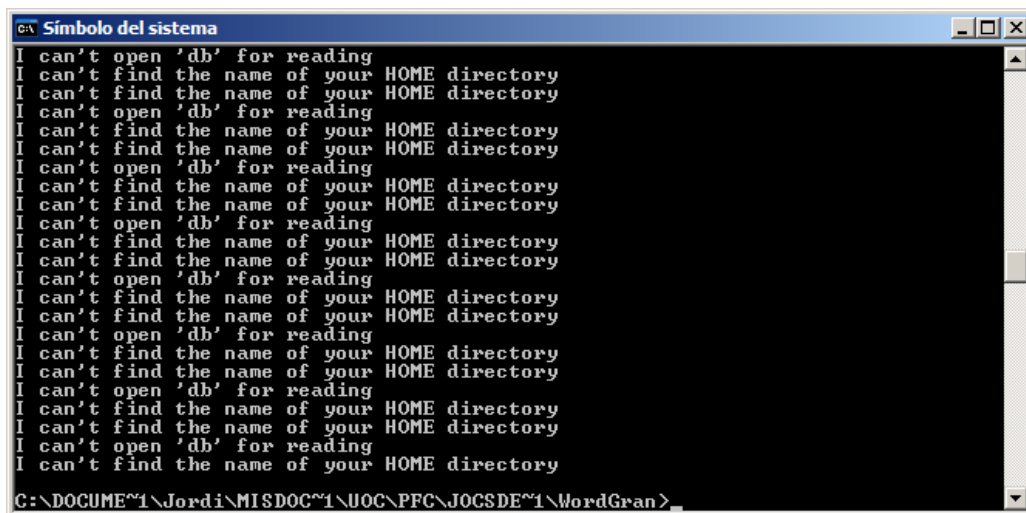 Símbolo del sistema
I can't open 'db' for reading
I can't find the name of your HOME directory
I can't find the name of your HOME directory
I can't open 'db' for reading
I can't find the name of your HOME directory
I can't find the name of your HOME directory
I can't open 'db' for reading
I can't find the name of your HOME directory
I can't find the name of your HOME directory
I can't open 'db' for reading
I can't find the name of your HOME directory
I can't find the name of your HOME directory
I can't open 'db' for reading
I can't find the name of your HOME directory
I can't find the name of your HOME directory
I can't open 'db' for reading
I can't find the name of your HOME directory
I can't find the name of your HOME directory
I can't open 'db' for reading
I can't find the name of your HOME directory
I can't find the name of your HOME directory
I can't open 'db' for reading
I can't find the name of your HOME directory
C:\DOCUME~1\Jordi\MISDOC~1\UOC\PFC\JOCSDE~1\WordGran>_